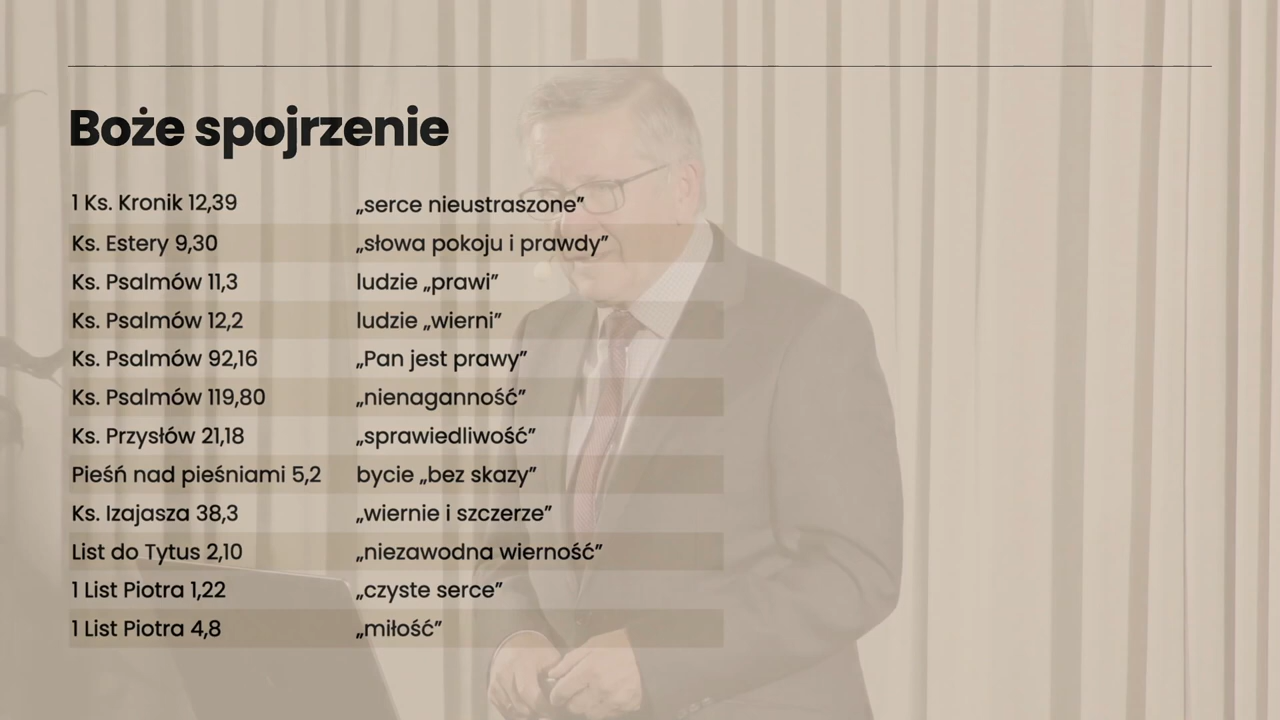 Boże spojrzenie
1 Ks. Kronik 12,39 „serce nieustraszone”
Ks. Estery 9,30 „słowa pokoju i prawdy”
Ks. Psalmów 11,3 ludzie „prawi”
Ks. Psalmów 12,2 ludzie „wierni”
Ks. Psalmów 92,16 „Pan jest prawy”
Ks. Psalmów 119,80 „nienaganność”
Ks. Przysłów 21,18 „sprawiedliwość”
Pieśń nad pieśniami 5,2 bycie „bez skazy”
Ks. Izajasza 38,3 „wiernie i szczerze”
List do Tytus 2,10 „niezawodna wierność”
1 List Piotra 1,22 „czyste serce”
1 List Piotra 4,8 „miłość”